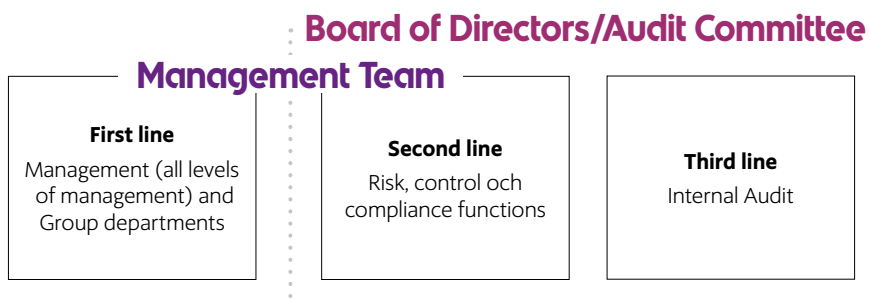 Board of Directors/Audit Committee
Management Team
First line
Management (all levels
of management) and
Group departments
Second line
Risk, control och
compliance functions
Third line
Internal Audit